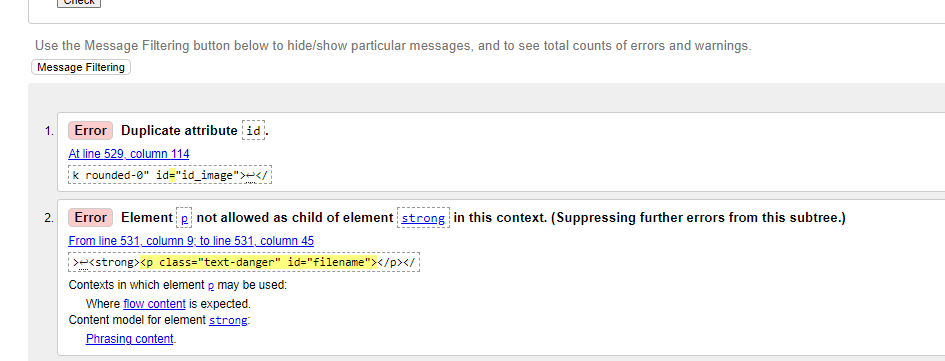 Check
Use the Message Filtering button below to hide/show particular messages, and to see total counts of errors and warnings.
Message Filtering
1. Error Duplicate attribute id.
At line 529, column 114
k rounded-0" id="id_image">↩</
2. Error Element p not allowed as child of element strong in this context. (Suppressing further errors from this subtree.)
From line 531, column 9; to line 531, column 45
>↩<strong><p class="text-danger" id="filename"></p></
Contexts in which element p may be used:
Where flow content is expected.
Content model for element strong:
Phrasing content.